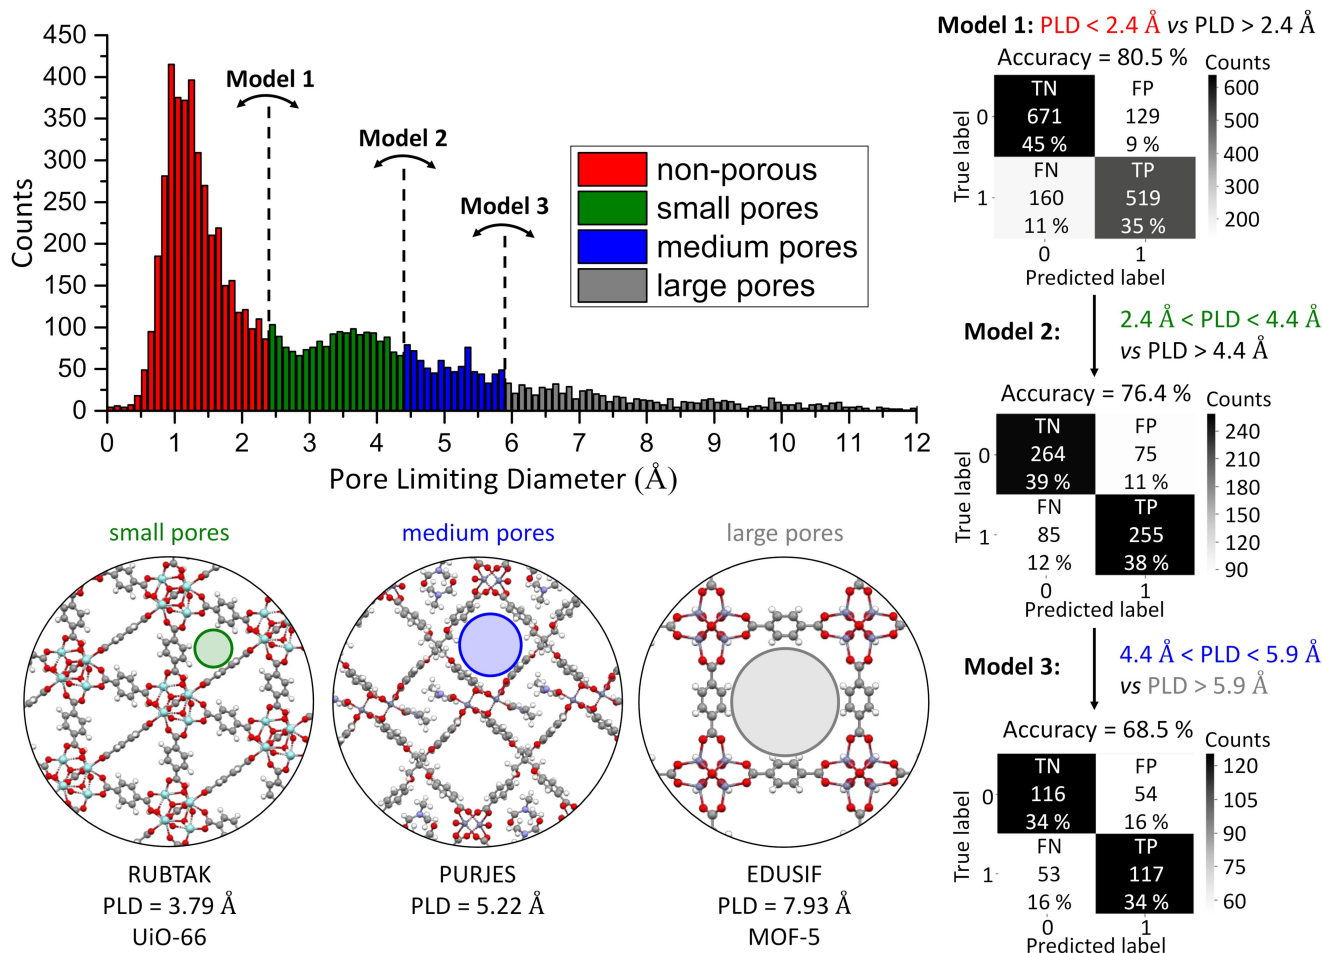 450
400
350
300
250
200
150
100
50
0
Counts
0 1 2 3 4 5 6 7 8 9 10 11 12
Pore Limiting Diameter (Å)
Model 1
Model 2
Model 3
non-porous
small pores
medium pores
large pores
small pores
medium pores
large pores
RUBTAK
PLD = 3.79 Å
UiO-66
PURJES
PLD = 5.22 Å
EDUSIF
PLD = 7.93 Å
MOF-5
Model 1: PLD < 2.4 Å vs PLD > 2.4 Å
Accuracy = 80.5 %
Counts
TN FP
671 129
45 % 9 %
FN TP
160 519
11 % 35 %
True label
0
1
0 1
Predicted label
600
500
400
300
200
Model 2:
2.4 Å < PLD < 4.4 Å
vs PLD > 4.4 Å
Accuracy = 76.4 %
Counts
TN FP
264 75
39 % 11 %
FN TP
85 255
12 % 38 %
True label
0
1
0 1
Predicted label
240
210
180
150
120
90
Model 3:
4.4 Å < PLD < 5.9 Å
vs PLD > 5.9 Å
Accuracy = 68.5 %
Counts
TN FP
116 54
34 % 16 %
FN TP
53 117
16 % 34 %
True label
0
1
0 1
Predicted label
120
105
90
75
60